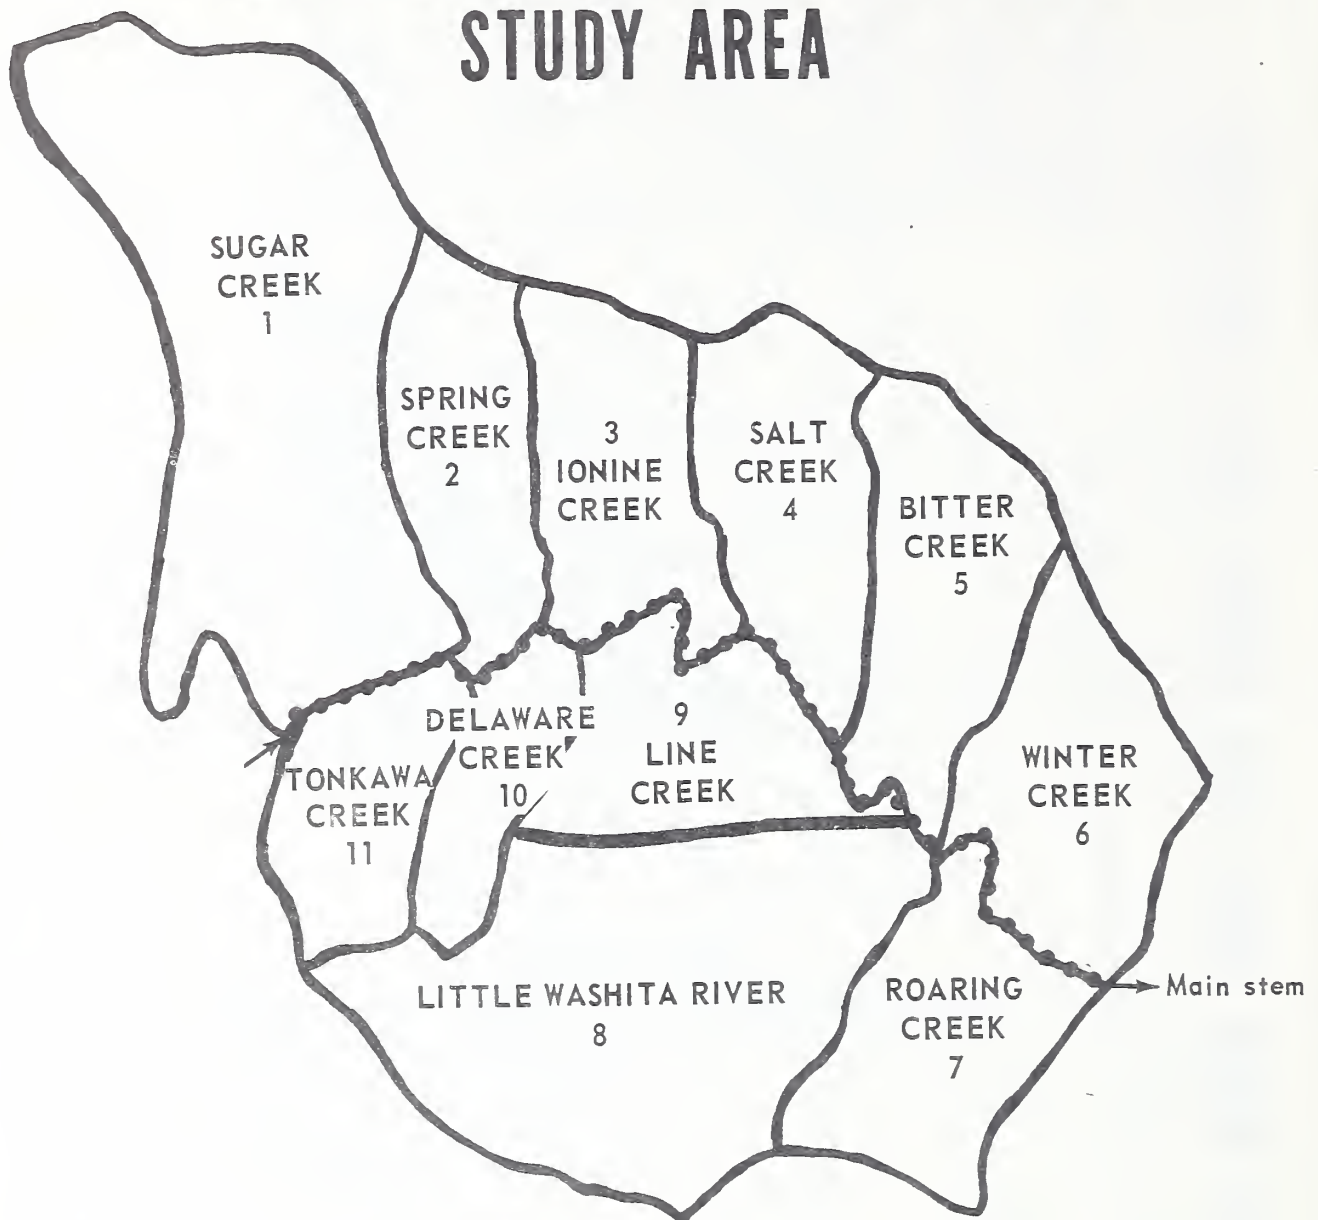 STUDY AREA
SUGAR
CREEK
1
SPRING
CREEK
2
3
IONINE
CREEK
SALT
CREEK
4
BITTER
CREEK
5
WINTER
CREEK
6
DELAWARE
CREEK
10
9
LINE
CREEK
TONKAWA
CREEK
11
LITTLE WASHITA RIVER
8
ROARING
CREEK
7
Main stem